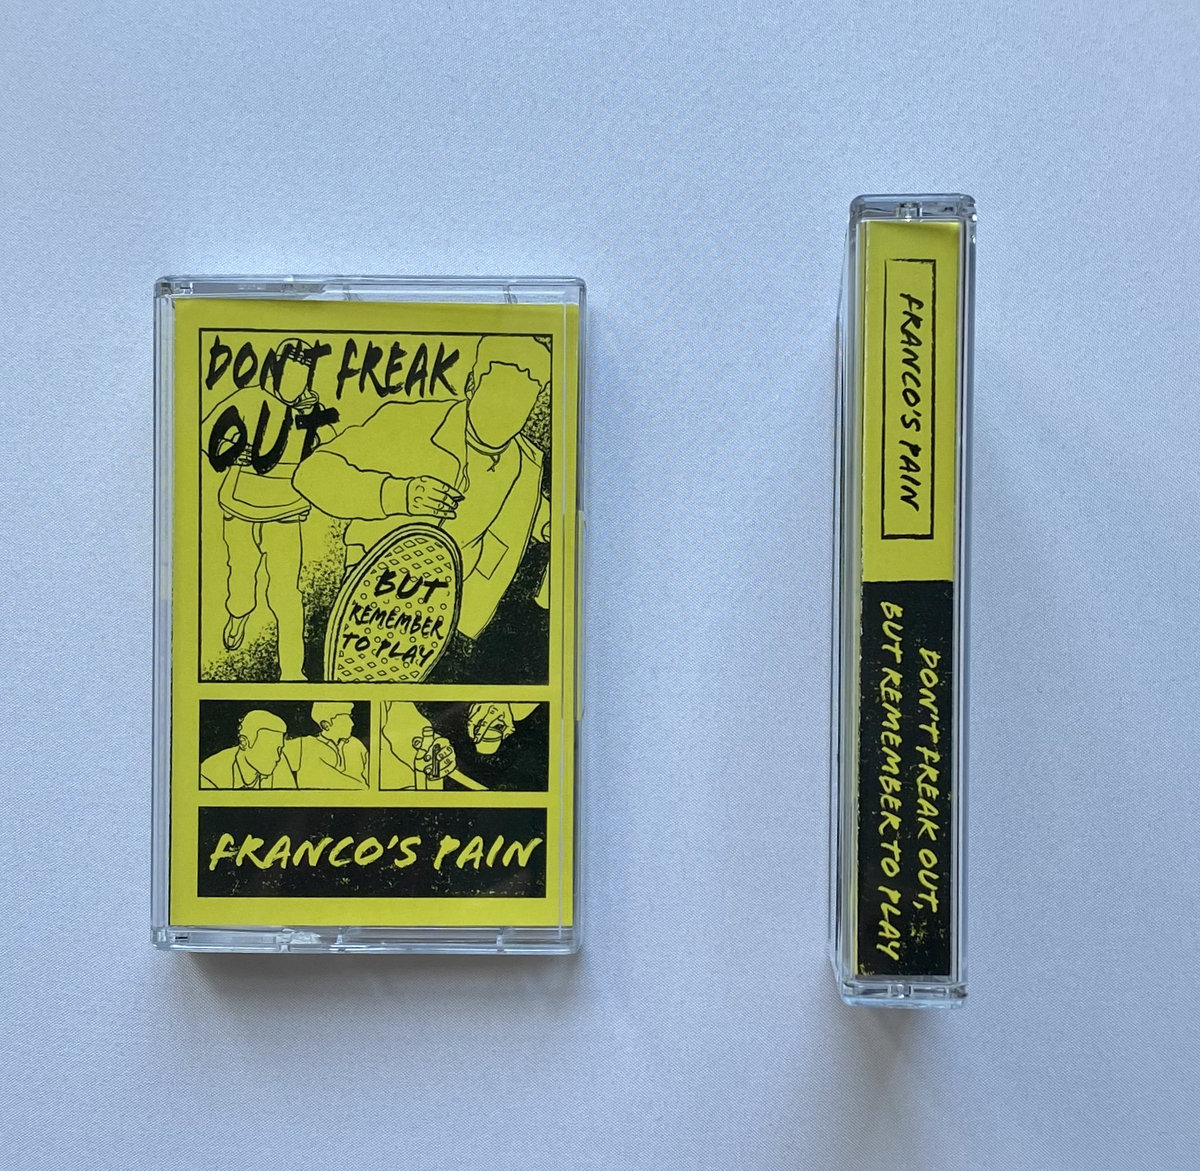 DON'T FREAK
OUT
BUT
REMEMBER
TO PLAY
FRANCO'S PAIN
FRANCO'S PAIN
DON'T FREAK OUT,
BUT REMEMBER TO PLAY